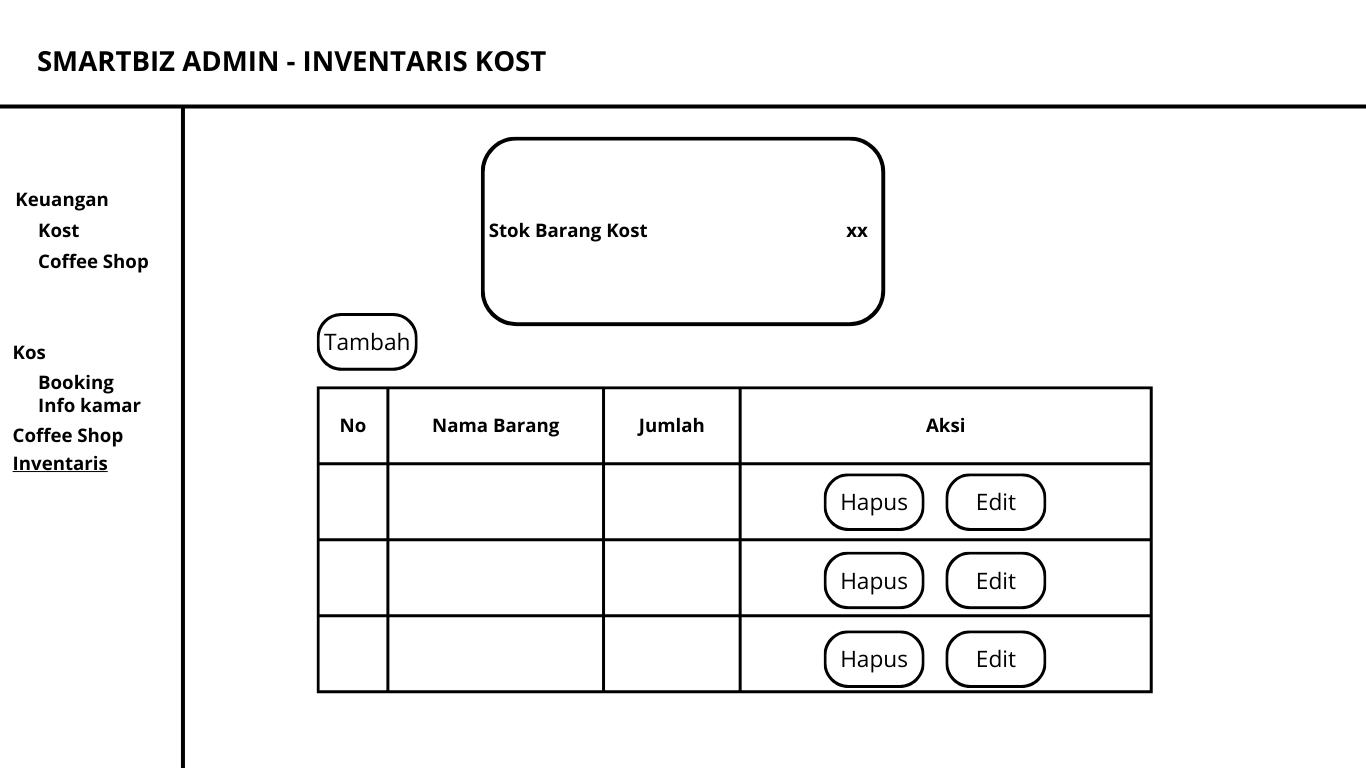 SMARTBIZ ADMIN - INVENTARIS KOST
Keuangan
Kost
Coffee Shop
Kos
Booking
Info kamar
Coffee Shop
Inventaris
Stok Barang Kost xx
Tambah
No Nama Barang Jumlah Aksi
Hapus Edit
Hapus Edit
Hapus Edit